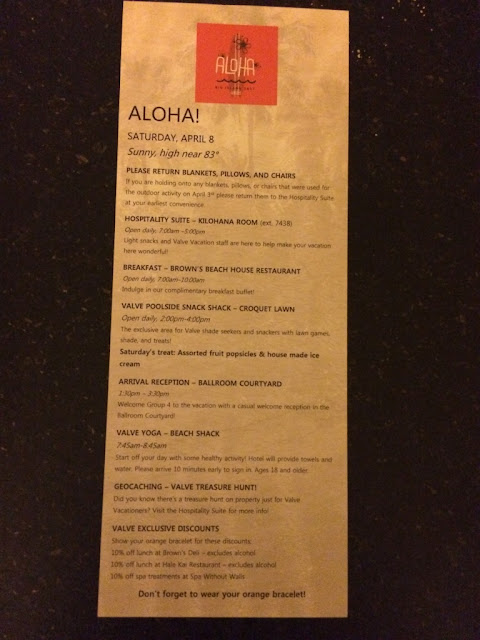 ALOHA
ALOHA!
SATURDAY, APRIL 8
Sunny, high near 83°
PLEASE RETURN BLANKETS, PILLOWS, AND CHAIRS
If you are holding onto any blankets, pillows, or chairs that were used for
the outdoor activity on April 3rd please return them to the Hospitality Suite
at your earliest convenience
HOSPITALITY SUITE – KILOHANA ROOM (ext. 7438)
Open daily, 7:00am –5:00pm
Light snacks and Valve Vacation staff are here to help make your vacation
here wonderful!
BREAKFAST – BROWN'S BEACH HOUSE RESTAURANT
Open daily, 7:00am-10:00am
Indulge in our complimentary breakfast buffet!
VALVE POOLSIDE SNACK SHACK – CROQUET LAWN
Open daily, 2:00pm-4:00pm
The exclusive area for Valve shade seekers and snackers with lawn games,
shade, and treats!
Saturday's treat: Assorted fruit popsicles & house made ice
cream
ARRIVAL RECEPTION – BALLROOM COURTYARD
1:30pm – 3:30pm
Welcome Group 4 to the vacation with a casual welcome reception in the
Ballroom Courtyard!
VALVE YOGA – BEACH SHACK
7:45am-8:45am
Start off your day with some healthy activity! Hotel will provide towels and
water. Please arrive 10 minutes early to sign in. Ages 18 and older.
GEOCACHING – VALVE TREASURE HUNT!
Did you know there's a treasure hunt on property just for Valve
Vacationers? Visit the Hospitality Suite for more info!
VALVE EXCLUSIVE DISCOUNTS
Show your orange bracelet for these discounts:
10% off lunch at Brown's Deli – excludes alcohol
10% off lunch at Hale Kai Restaurant – excludes alcohol
10% off spa treatments at Spa Without Walls
Don't forget to wear your orange bracelet!